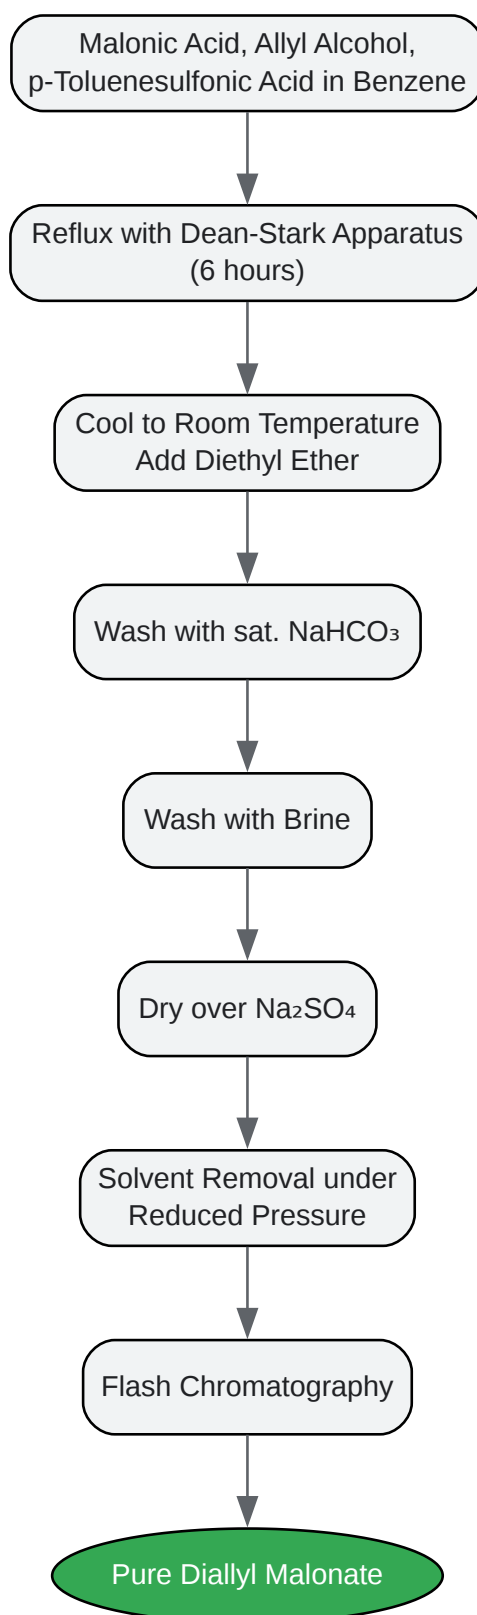 Malonic Acid, Allyl Alcohol,
p-Toluenesulfonic Acid in Benzene
Reflux with Dean-Stark Apparatus
(6 hours)
Cool to Room Temperature
Add Diethyl Ether
Wash with sat. NaHCO₃
Wash with Brine
Dry over Na₂SO₄
Solvent Removal under
Reduced Pressure
Flash Chromatography
Pure Diallyl Malonate